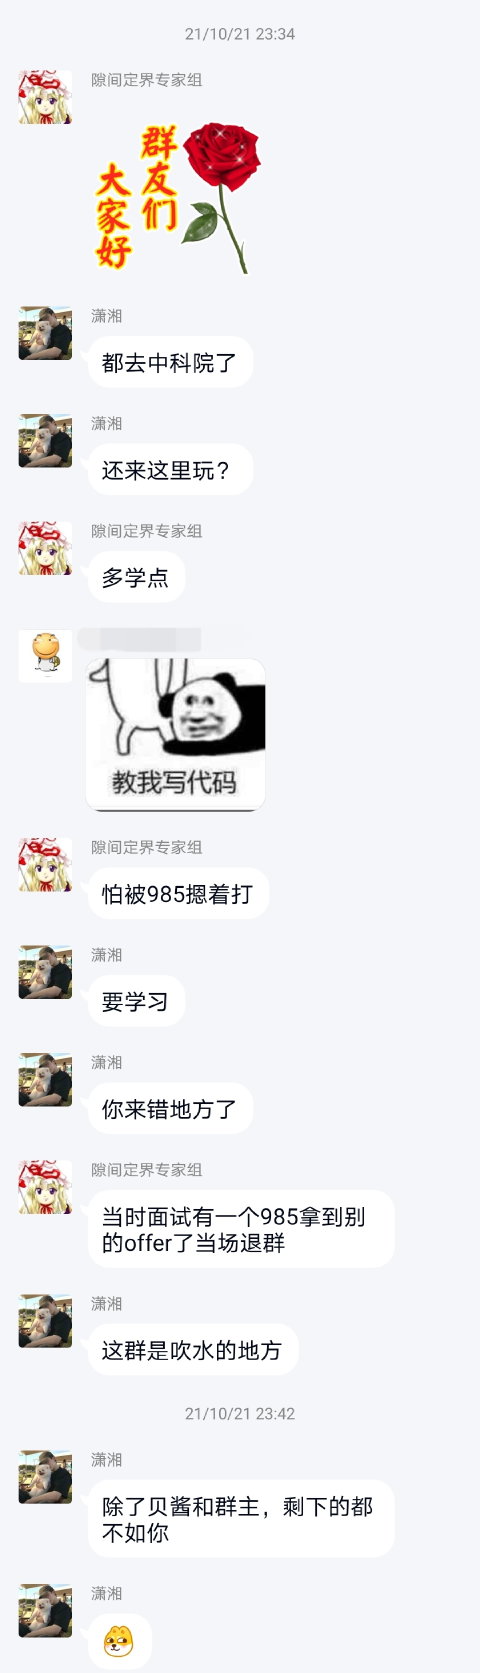 21/10/21 23:34
隙间定界专家组
群友们
大家好
潇湘
都去中科院了
潇湘
还来这里玩？
隙间定界专家组
多学点
教我写代码
隙间定界专家组
怕被985摁着打
潇湘
要学习
潇湘
你来错地方了
隙间定界专家组
当时面试有一个985拿到别
的offer了当场退群
潇湘
这群是吹水的地方
21/10/21 23:42
潇湘
除了贝酱和群主，剩下的都
不如你
潇湘